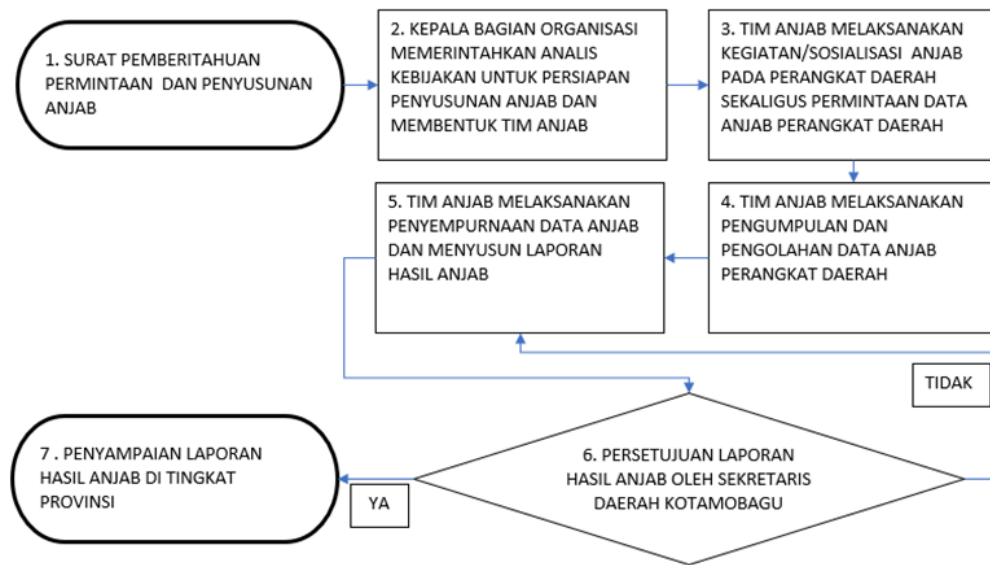 1. SURAT PEMBERITAHUAN
PERMINTAAN DAN PENYUSUNAN
ANJAB
2. KEPALA BAGIAN ORGANISASI
MEMERINTAHKAN ANALIS
KEBIJAKAN UNTUK PERSIAPAN
PENYUSUNAN ANJAB DAN
MEMBENTUK TIM ANJAB
3. TIM ANJAB MELAKSANAKAN
KEGIATAN/SOSIALISASI ANJAB
PADA PERANGKAT DAERAH
SEKALIGUS PERMINTAAN DATA
ANJAB PERANGKAT DAERAH
4. TIM ANJAB MELAKSANAKAN
PENGUMPULAN DAN
PENGOLAHAN DATA ANJAB
PERANGKAT DAERAH
5. TIM ANJAB MELAKSANAKAN
PENYEMPURNAAN DATA ANJAB
DAN MENYUSUN LAPORAN
HASIL ANJAB
TIDAK
6. PERSETUJUAN LAPORAN
HASIL ANJAB OLEH SEKRETARIS
DAERAH KOTAMOBAGU
YA
7 . PENYAMPAIAN LAPORAN
HASIL ANJAB DI TINGKAT
PROVINSI